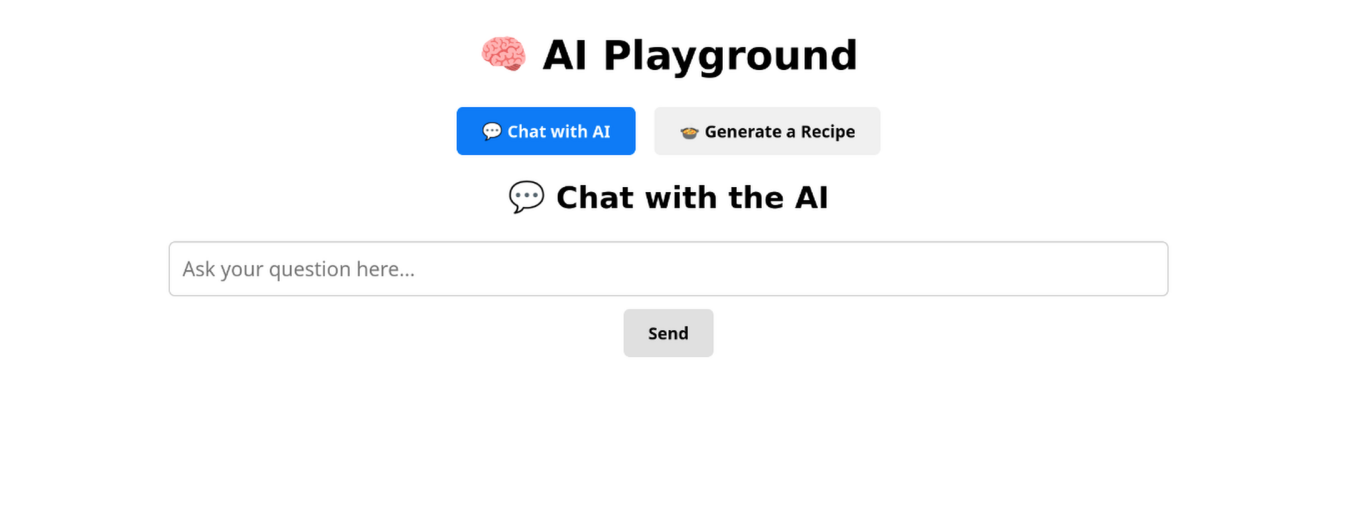 🧠 AI Playground
💬 Chat with AI
🍲 Generate a Recipe
💬 Chat with the AI
Ask your question here...
Send